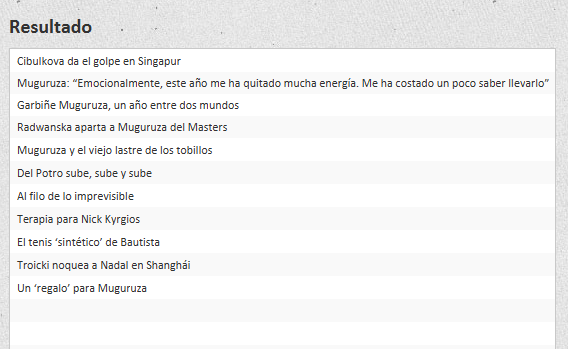 Resultado
Cibulkova da el golpe en Singapur
Muguruza: “Emocionalmente, este año me ha quitado mucha energía. Me ha costado un poco saber llevarlo”
Garbiñe Muguruza, un año entre dos mundos
Radwanska aparta a Muguruza del Masters
Muguruza y el viejo lastre de los tobillos
Del Potro sube, sube y sube
Al filo de lo imprevisible
Terapia para Nick Kyrgios
El tenis ‘sintético’ de Bautista
Troicki noquea a Nadal en Shanghái
Un ‘regalo’ para Muguruza